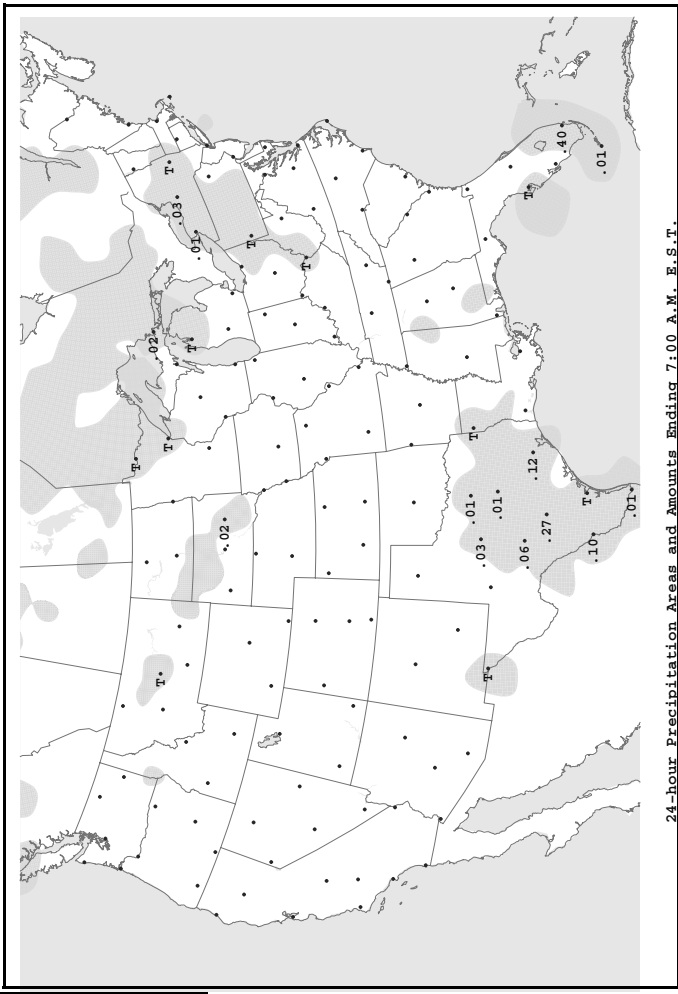 T
.02
T
T
T
.03
T
.01
.02
T
T
.01
T
.03
T
.01
.06
T
.12
.27
.40
T
.10
.01
.01
24-hour Precipitation Areas and Amounts Ending 7:00 A.M. E.S.T.